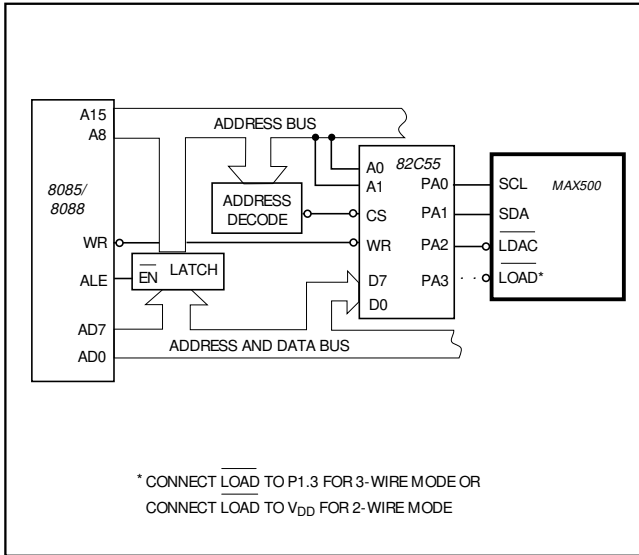 A15
A8
ADDRESS BUS
8085/
8088
ADDRESS
DECODE
WR
ALE
EN LATCH
AD7
AD0
ADDRESS AND DATA BUS
82C55
A0
A1
CS
WR
D7
D0
PA0
PA1
PA2
PA3
MAX500
SCL
SDA
LDAC
LOAD*
* CONNECT LOAD TO P1.3 FOR 3-WIRE MODE OR
CONNECT LOAD TO VDD FOR 2-WIRE MODE